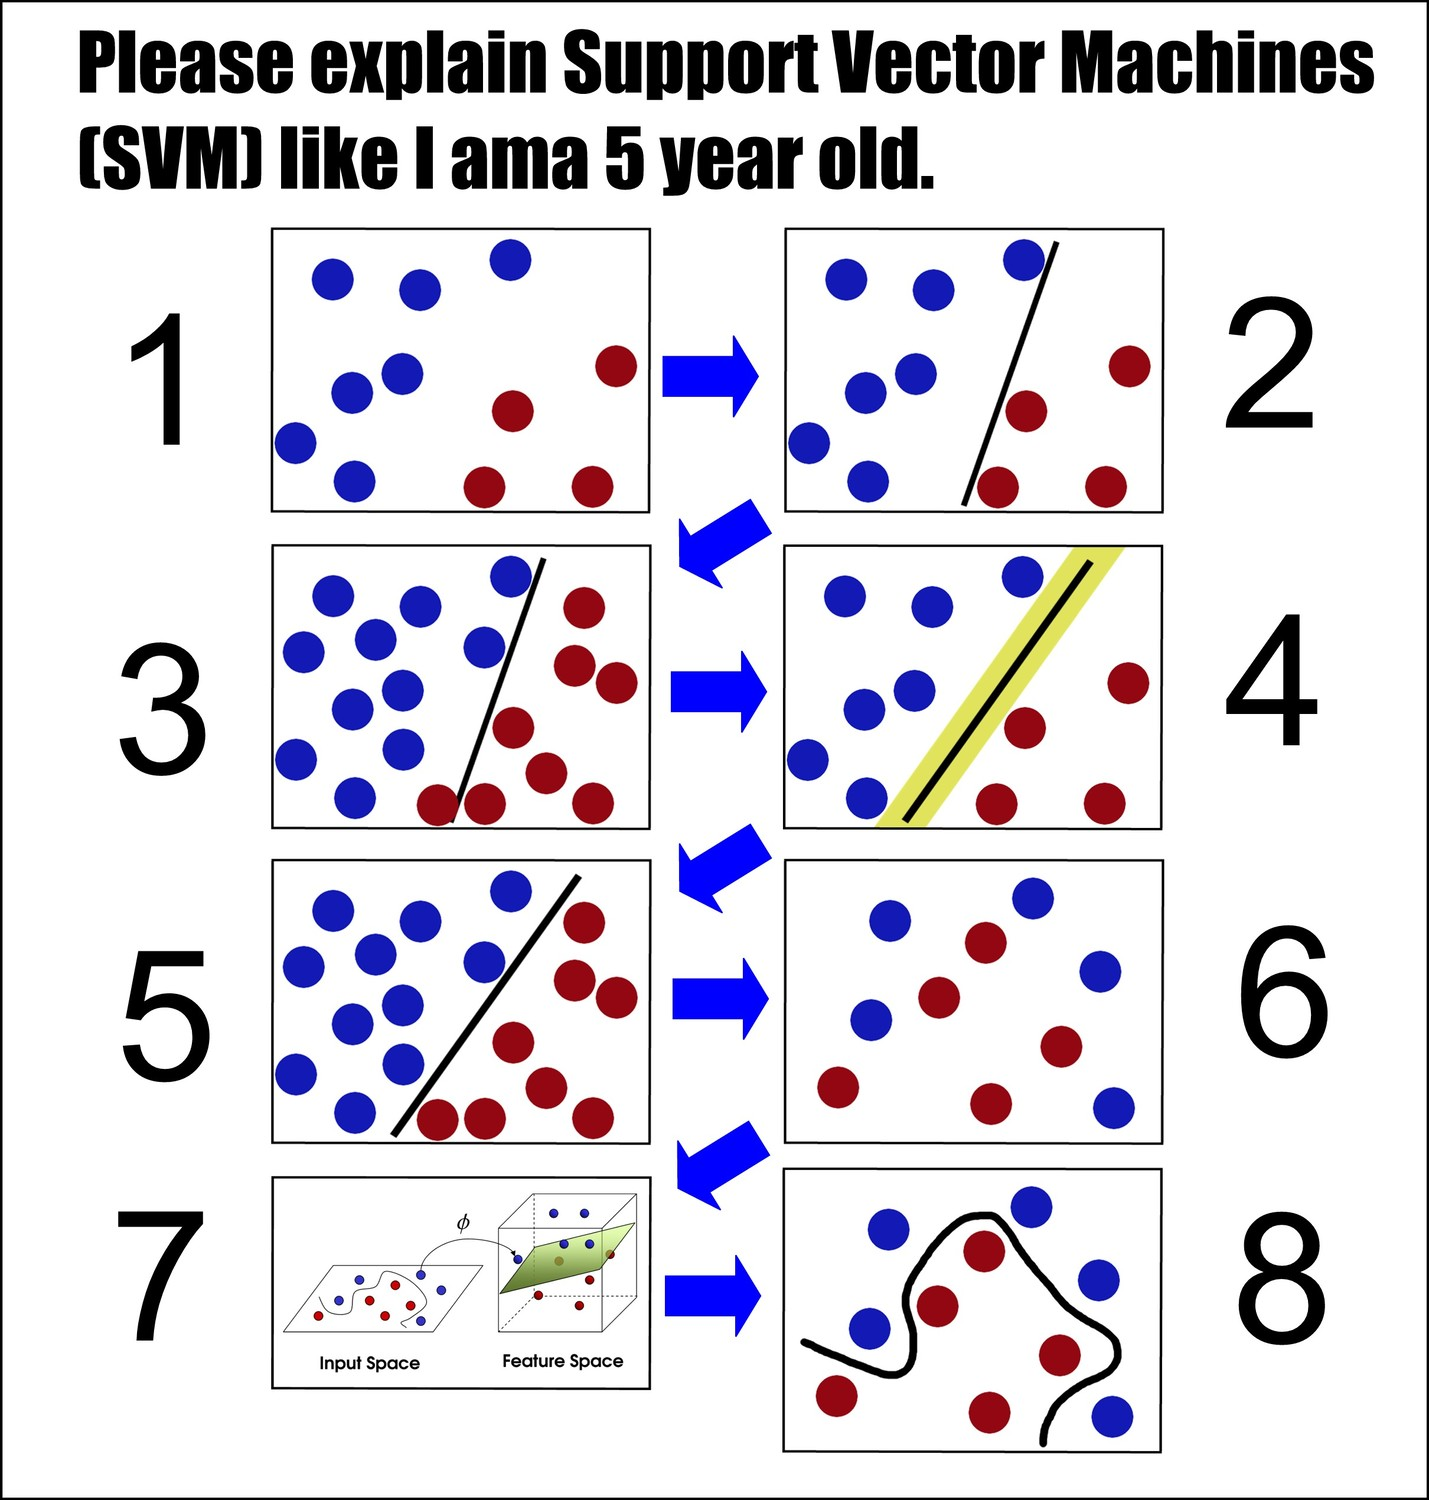 Please explain Support Vector Machines
(SVM) like I ama 5 year old.
1
2
3
4
5
6
7
ϕ
Input Space
Feature Space
8